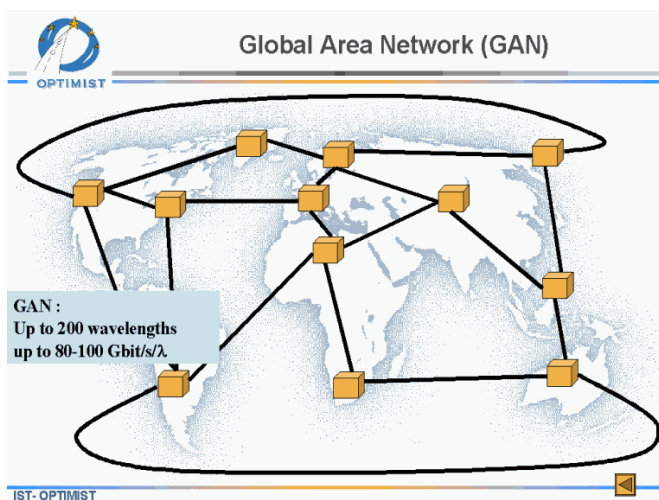 Global Area Network (GAN)
OPTIMIST
GAN :
Up to 200 wavelengths
up to 80-100 Gbit/s/λ
IST- OPTIMIST